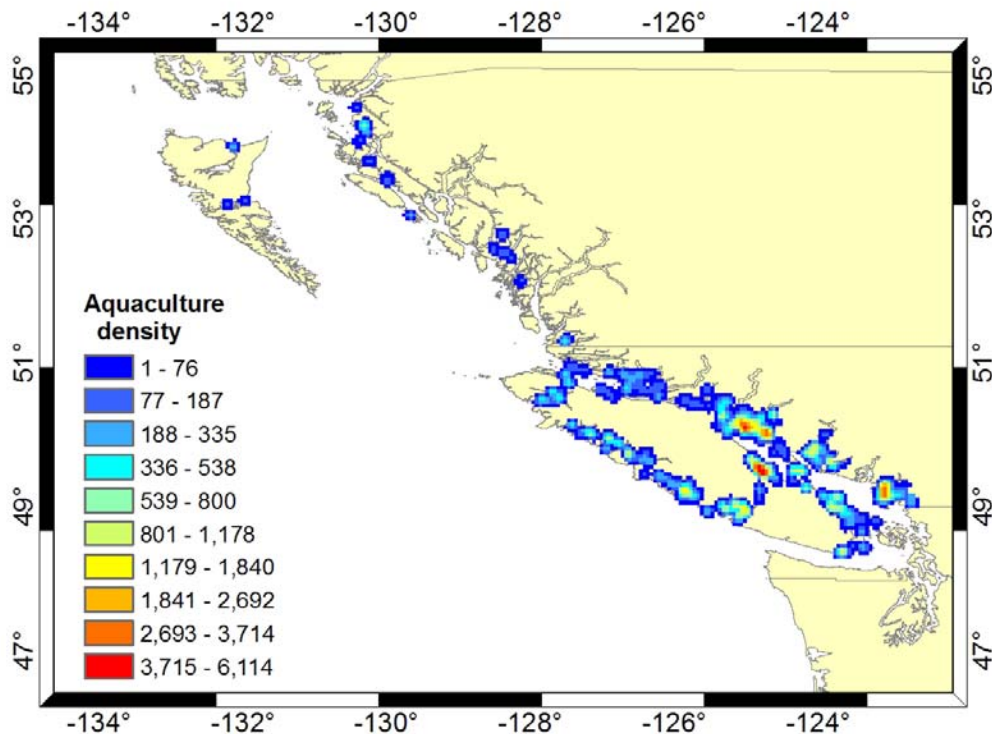 -134° -132° -130° -128° -126° -124°
55° 55°
53° 53°
51° 51°
49° 49°
47° 47°
Aquaculture
density
1 - 76
77 - 187
188 - 335
336 - 538
539 - 800
801 - 1,178
1,179 - 1,840
1,841 - 2,692
2,693 - 3,714
3,715 - 6,114
-134° -132° -130° -128° -126° -124°